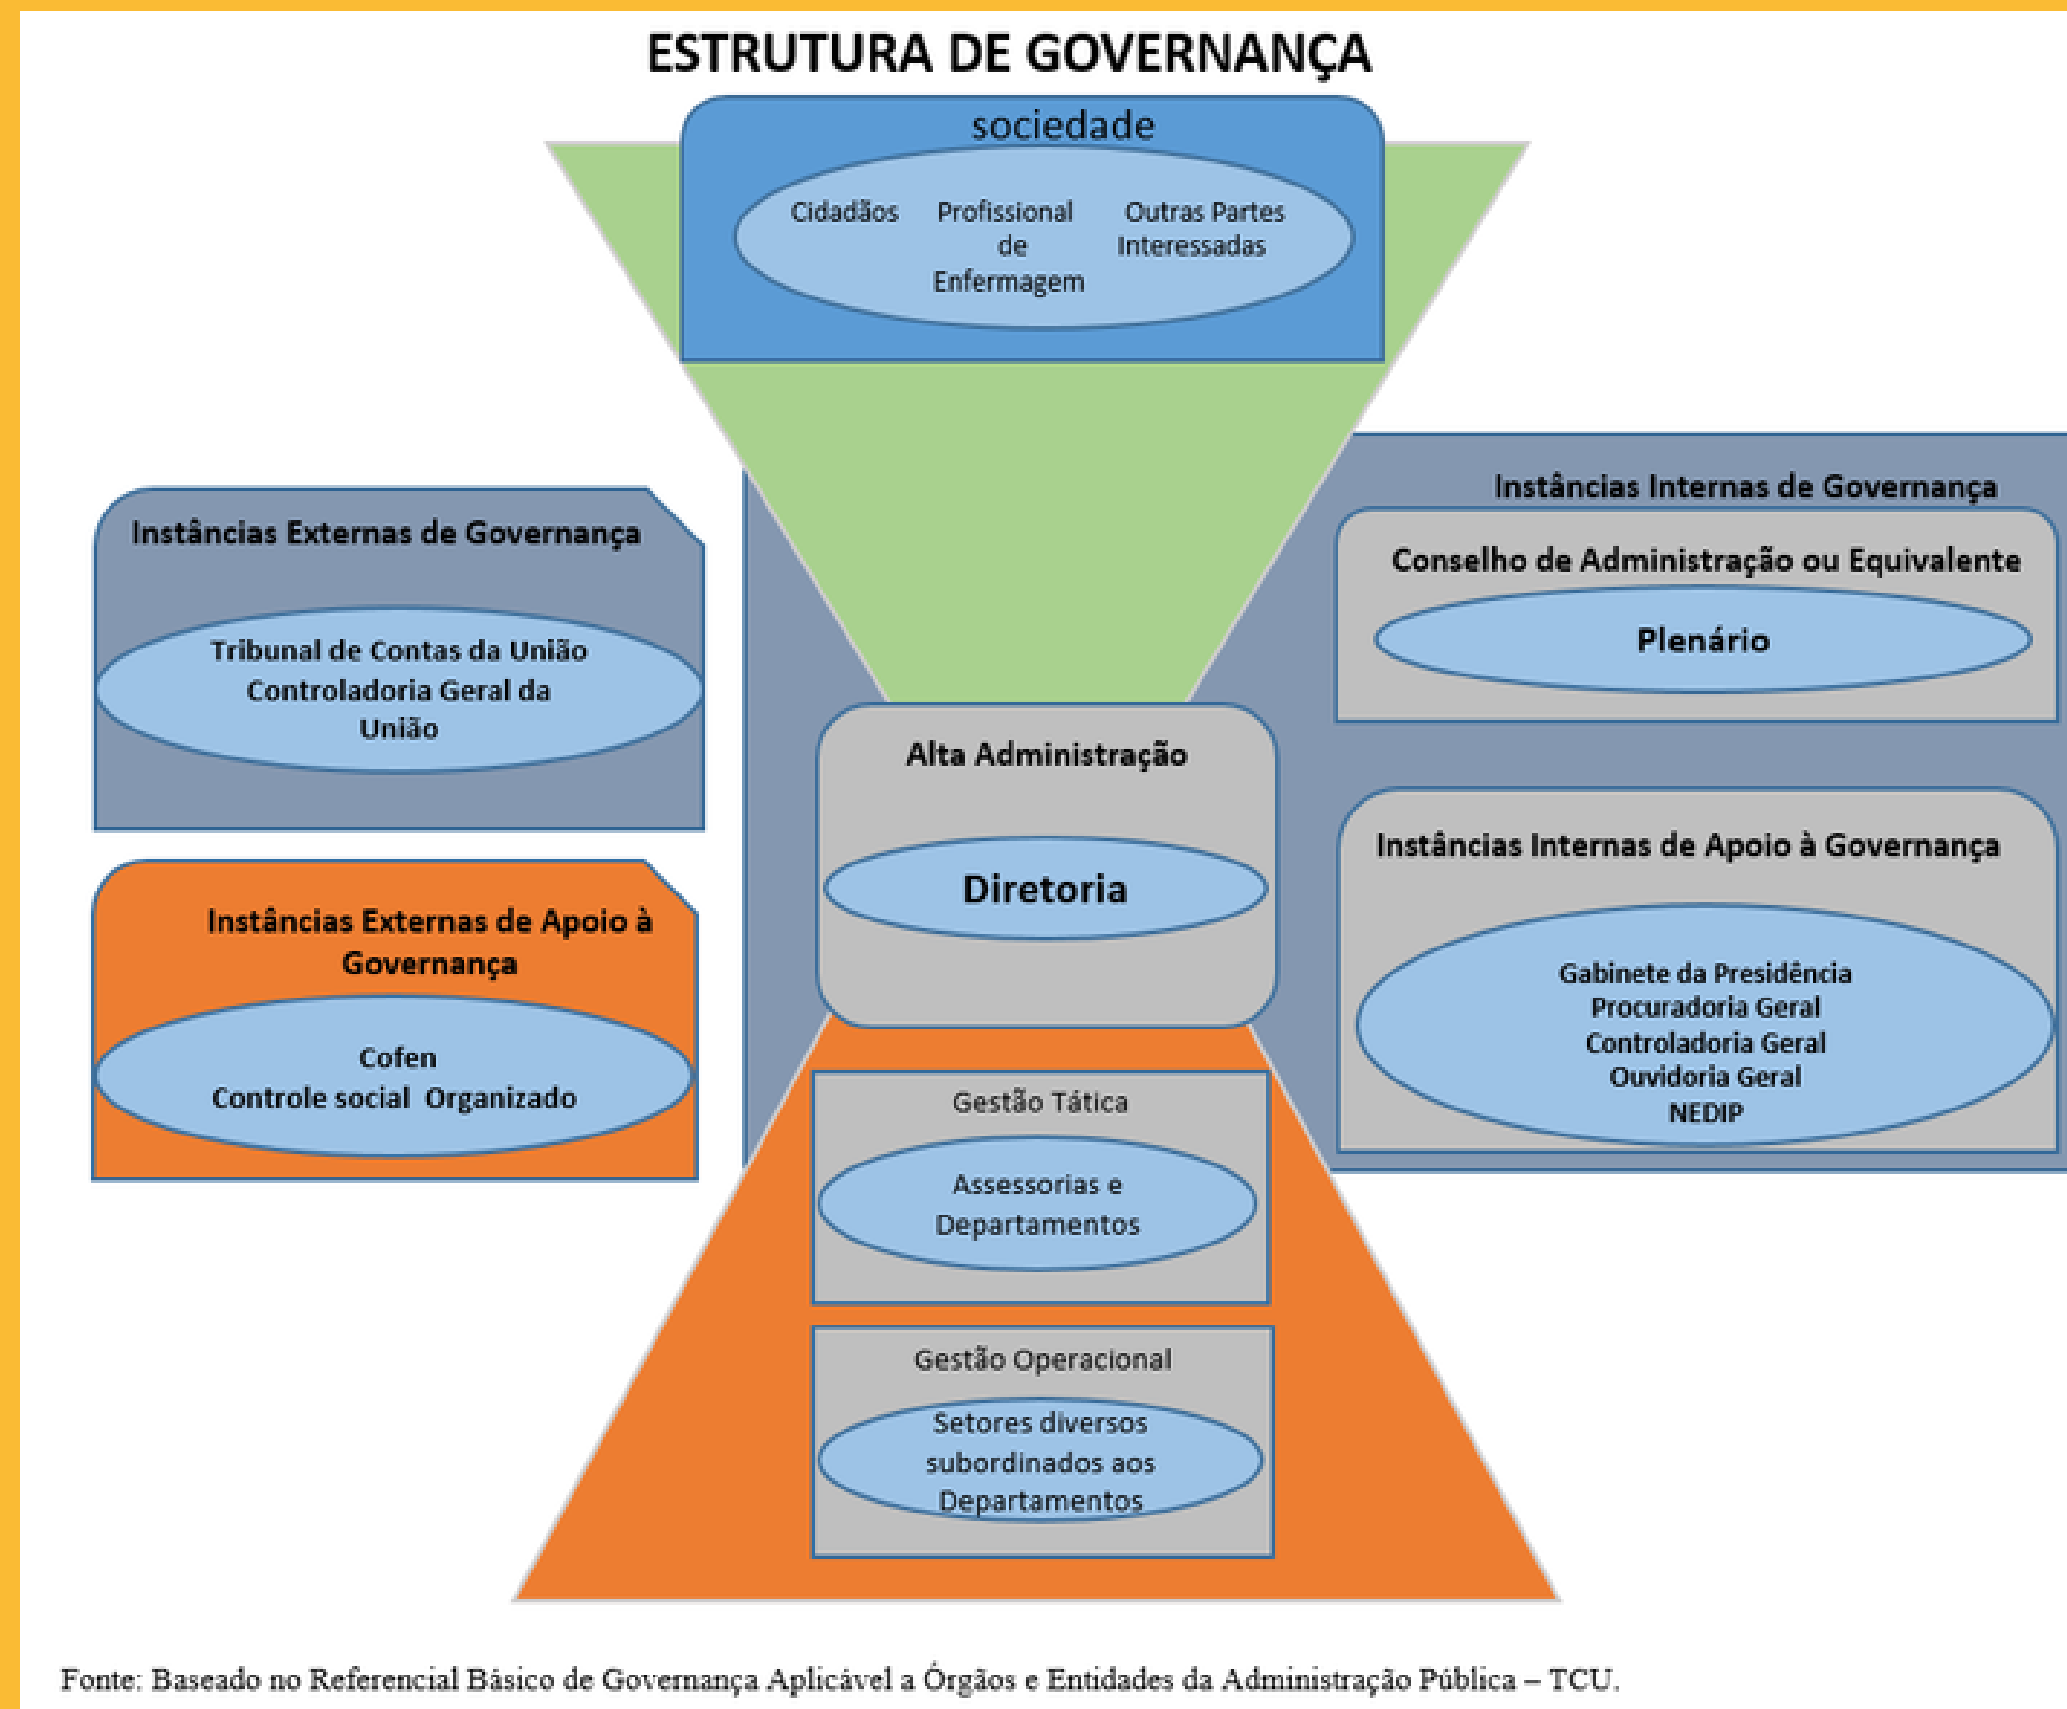 ESTRUTURA DE GOVERNANÇA
sociedade
Cidadãos
Profissional
de
Enfermagem
Outras Partes
Interessadas
Instâncias Externas de Governança
Tribunal de Contas da União
Controladoria Geral da
União
Instâncias Externas de Apoio à
Governança
Cofen
Controle social Organizado
Instâncias Internas de Governança
Conselho de Administração ou Equivalente
Plenário
Alta Administração
Diretoria
Instâncias Internas de Apoio à Governança
Gabinete da Presidência
Procuradoria Geral
Controladoria Geral
Ouvidoria Geral
NEDIP
Gestão Tática
Assessorias e
Departamentos
Gestão Operacional
Setores diversos
subordinados aos
Departamentos
Fonte: Baseado no Referencial Básico de Governança Aplicável a Órgãos e Entidades da Administração Pública – TCU.